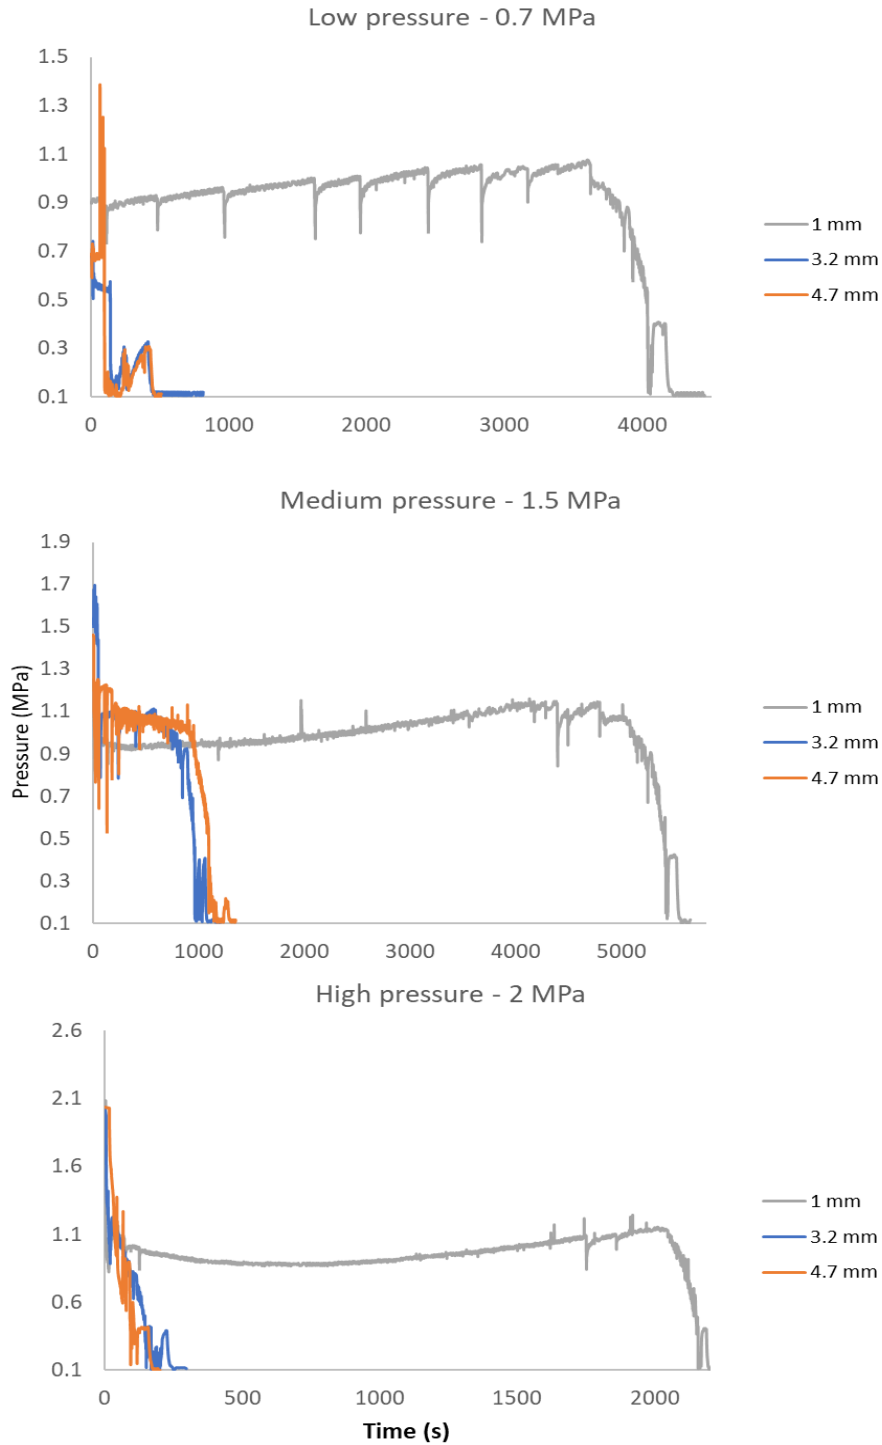 Low pressure - 0.7 MPa
1.5
1.3
1.1
0.9
0.7
0.5
0.3
0.1
0 1000 2000 3000 4000
1 mm
3.2 mm
4.7 mm
Medium pressure - 1.5 MPa
Pressure (MPa)
1.9
1.7
1.5
1.3
1.1
0.9
0.7
0.5
0.3
0.1
0 1000 2000 3000 4000 5000
1 mm
3.2 mm
4.7 mm
High pressure - 2 MPa
2.6
2.1
1.6
1.1
0.6
0.1
0 500 1000 1500 2000
Time (s)
1 mm
3.2 mm
4.7 mm